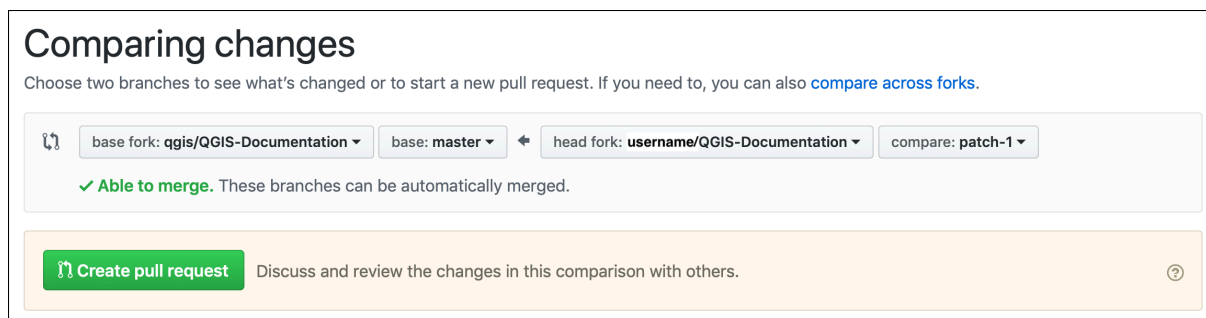 Comparing changes
Choose two branches to see what's changed or to start a new pull request. If you need to, you can also compare across forks.
base fork: qgis/QGIS-Documentation base: master head fork: username/QGIS-Documentation compare: patch-1
Able to merge. These branches can be automatically merged.
Create pull request Discuss and review the changes in this comparison with others. ?